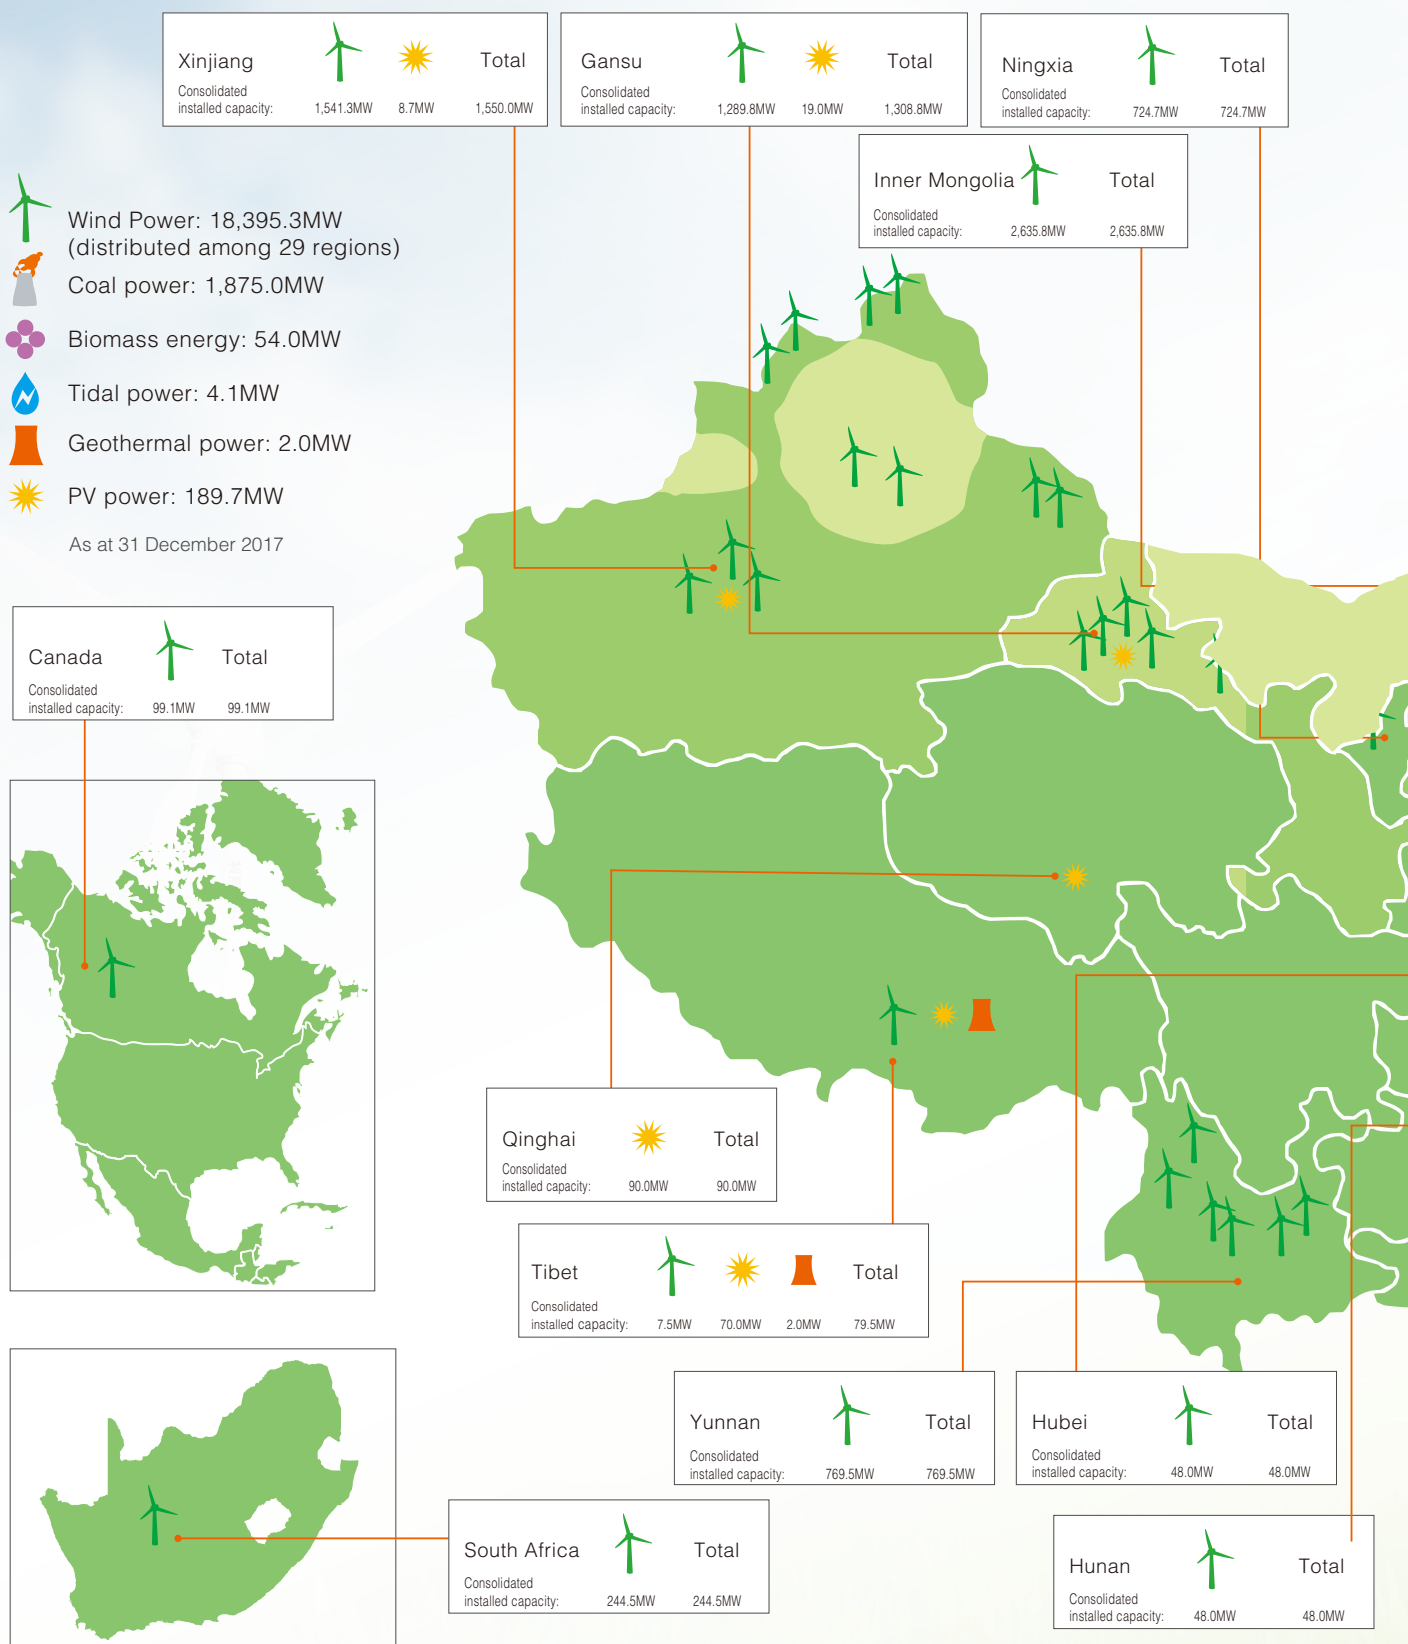 Xinjiang Total
Consolidated
installed capacity: 1,541.3MW 8.7MW 1,550.0MW
Gansu Total
Consolidated
installed capacity: 1,289.8MW 19.0MW 1,308.8MW
Ningxia Total
Consolidated
installed capacity: 724.7MW 724.7MW
Inner Mongolia Total
Consolidated
installed capacity: 2,635.8MW 2,635.8MW
Wind Power: 18,395.3MW
(distributed among 29 regions)
Coal power: 1,875.0MW
Biomass energy: 54.0MW
Tidal power: 4.1MW
Geothermal power: 2.0MW
PV power: 189.7MW
As at 31 December 2017
Canada Total
Consolidated
installed capacity: 99.1MW 99.1MW
Qinghai Total
Consolidated
installed capacity: 90.0MW 90.0MW
Tibet Total
Consolidated
installed capacity: 7.5MW 70.0MW 2.0MW 79.5MW
Yunnan Total
Consolidated
installed capacity: 769.5MW 769.5MW
Hubei Total
Consolidated
installed capacity: 48.0MW 48.0MW
South Africa Total
Consolidated
installed capacity: 244.5MW 244.5MW
Hunan Total
Consolidated
installed capacity: 48.0MW 48.0MW